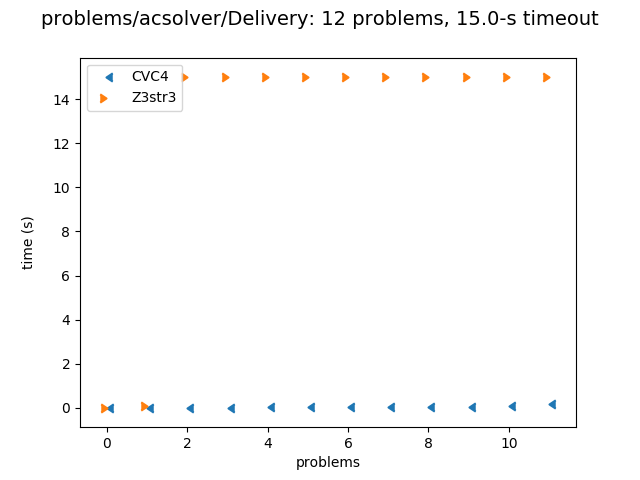 problems/acsolver/Delivery: 12 problems, 15.0-s timeout
CVC4
Z3str3
14
12
10
8
6
4
2
0
time (s)
0 2 4 6 8 10
problems